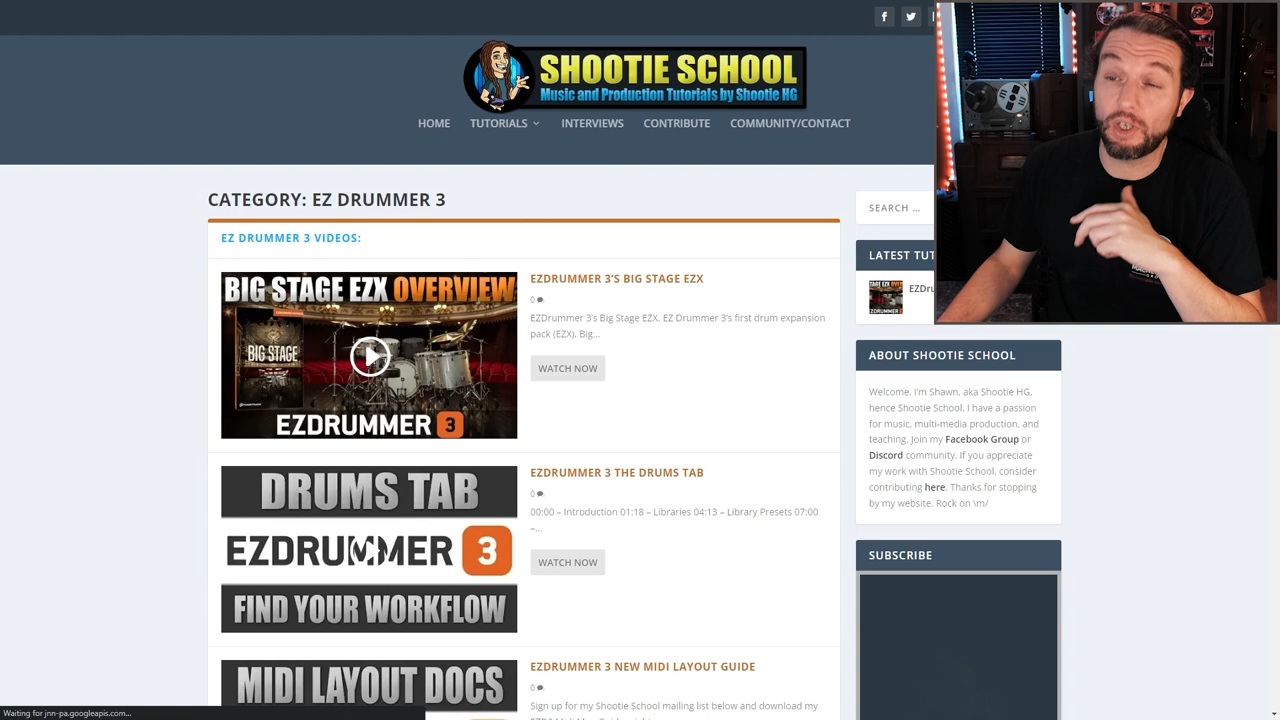 SHOOTIE SCHOOL
Music and Production Tutorials by Shootie HG
HOME TUTORIALS INTERVIEWS CONTRIBUTE COMMUNITY/CONTACT
CATEGORY: EZ DRUMMER 3
EZ DRUMMER 3 VIDEOS:
BIG STAGE EZX OVERVIEW
BIG STAGE
EZDRUMMER 3
EZDRUMMER 3'S BIG STAGE EZX
0
EZDrummer 3's Big Stage EZX. EZ Drummer 3's first drum expansion
pack (EZX), Big...
WATCH NOW
DRUMS TAB
EZDRUMMER 3
FIND YOUR WORKFLOW
EZDRUMMER 3 THE DRUMS TAB
0
00:00 – Introduction 01:18 – Libraries 04:13 – Library Presets 07:00
–...
WATCH NOW
MIDI LAYOUT DOCS
EZDRUMMER 3 NEW MIDI LAYOUT GUIDE
0
Sign up for my Shootie School mailing list below and download my
SEARCH ...
LATEST TUT
EZDru
ABOUT SHOOTIE SCHOOL
Welcome. I'm Shawn, aka Shootie HG,
hence Shootie School. I have a passion
for music, multi-media production, and
teaching. Join my Facebook Group or
Discord community. If you appreciate
my work with Shootie School, consider
contributing here. Thanks for stopping
by my website. Rock on \m/
SUBSCRIBE
Waiting for jnn-pa.googleapis.com...